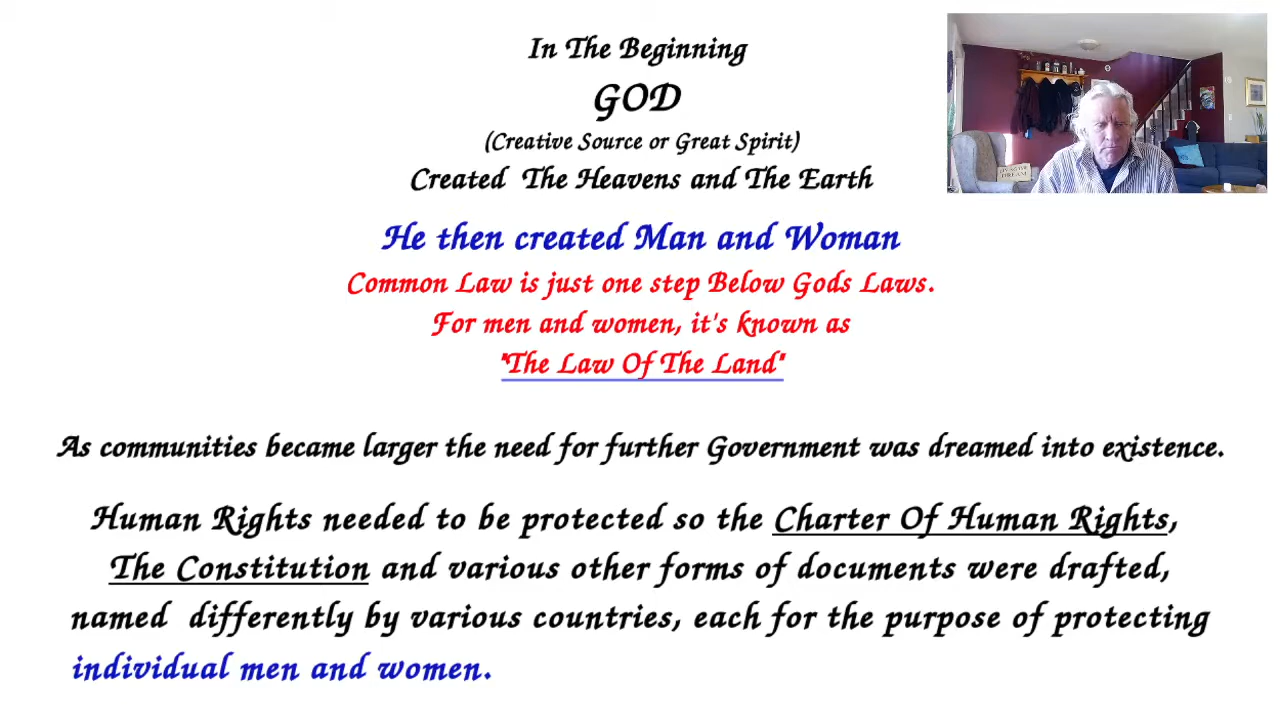 In The Beginning
GOD
(Creative Source or Great Spirit)
Created The Heavens and The Earth
He then created Man and Woman
Common Law is just one step Below Gods Laws.
For men and women, it's known as
"The Law Of The Land"
As communities became larger the need for further Government was dreamed into existence.
Human Rights needed to be protected so the Charter Of Human Rights,
The Constitution and various other forms of documents were drafted,
named differently by various countries, each for the purpose of protecting
individual men and women.